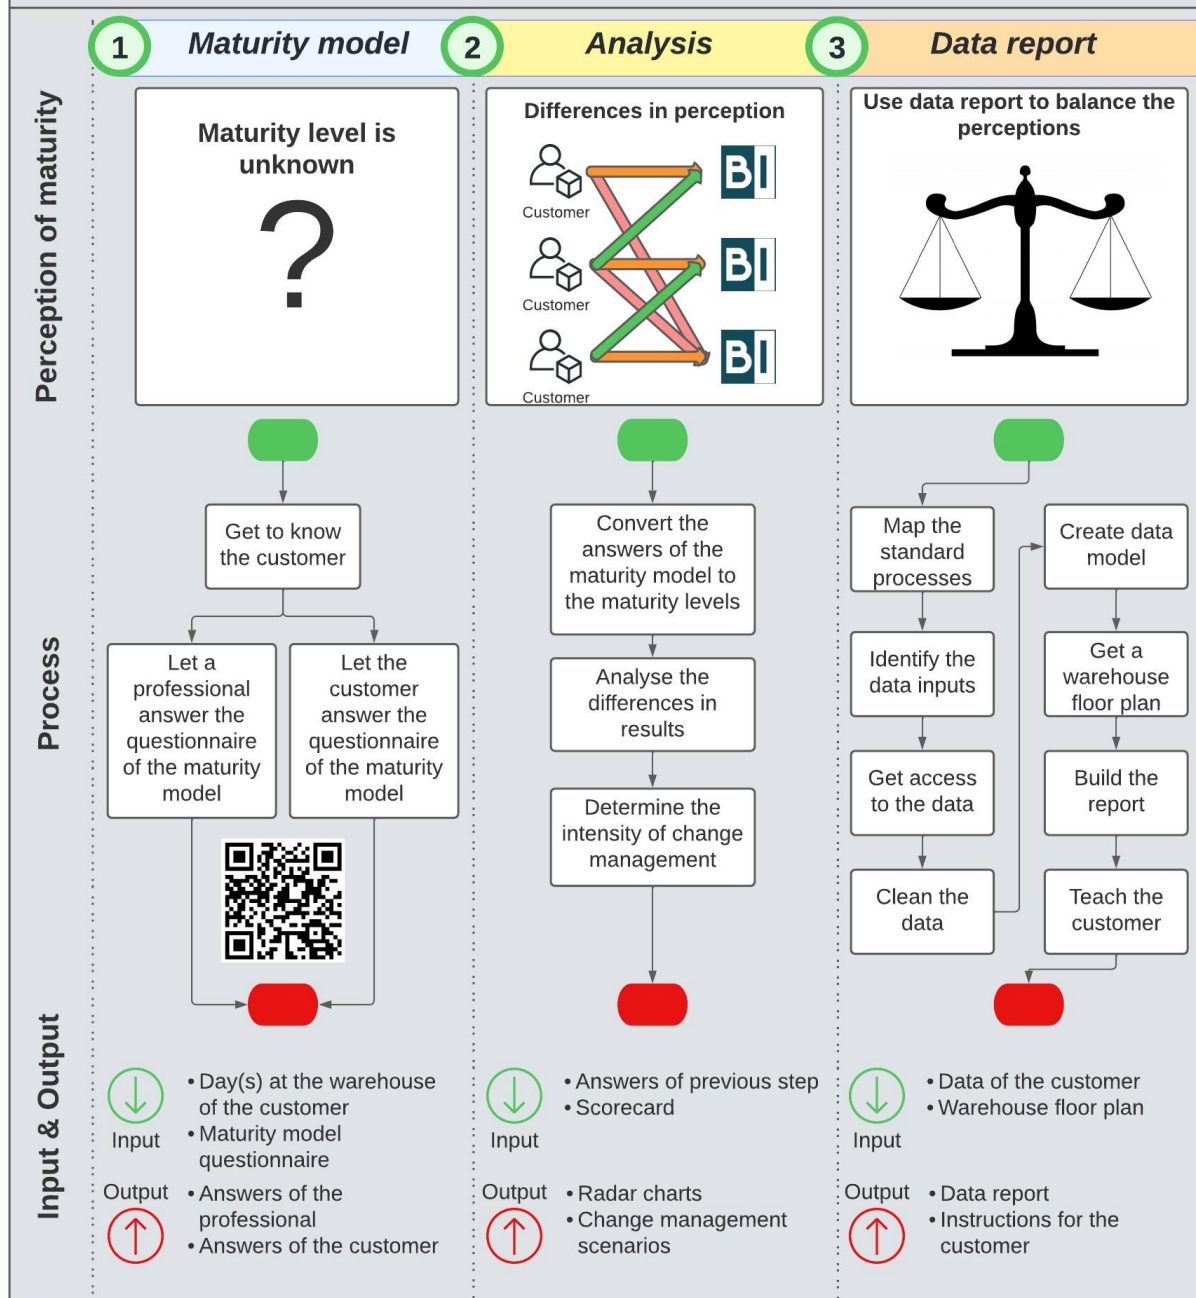 1
Maturity model
2
Analysis
3
Data report
Perception of maturity
Maturity level is
unknown
?
Differences in perception
Customer
BI
Customer
BI
Customer
BI
Use data report to balance the
perceptions
Process
Get to know
the customer
Let a
professional
answer the
questionnaire
of the maturity
model
Let the
customer
answer the
questionnaire
of the maturity
model
Convert the
answers of the
maturity model to
the maturity levels
Analyse the
differences in
results
Determine the
intensity of change
management
Map the
standard
processes
Identify the
data inputs
Get access
to the data
Clean the
data
Create data
model
Get a
warehouse
floor plan
Build the
report
Teach the
customer
Input & Output
Input
• Day(s) at the warehouse
of the customer
• Maturity model
questionnaire
Output
• Answers of the
professional
• Answers of the customer
Input
• Answers of previous step
• Scorecard
Output
• Radar charts
• Change management
scenarios
Input
• Data of the customer
• Warehouse floor plan
Output
• Data report
• Instructions for the
customer